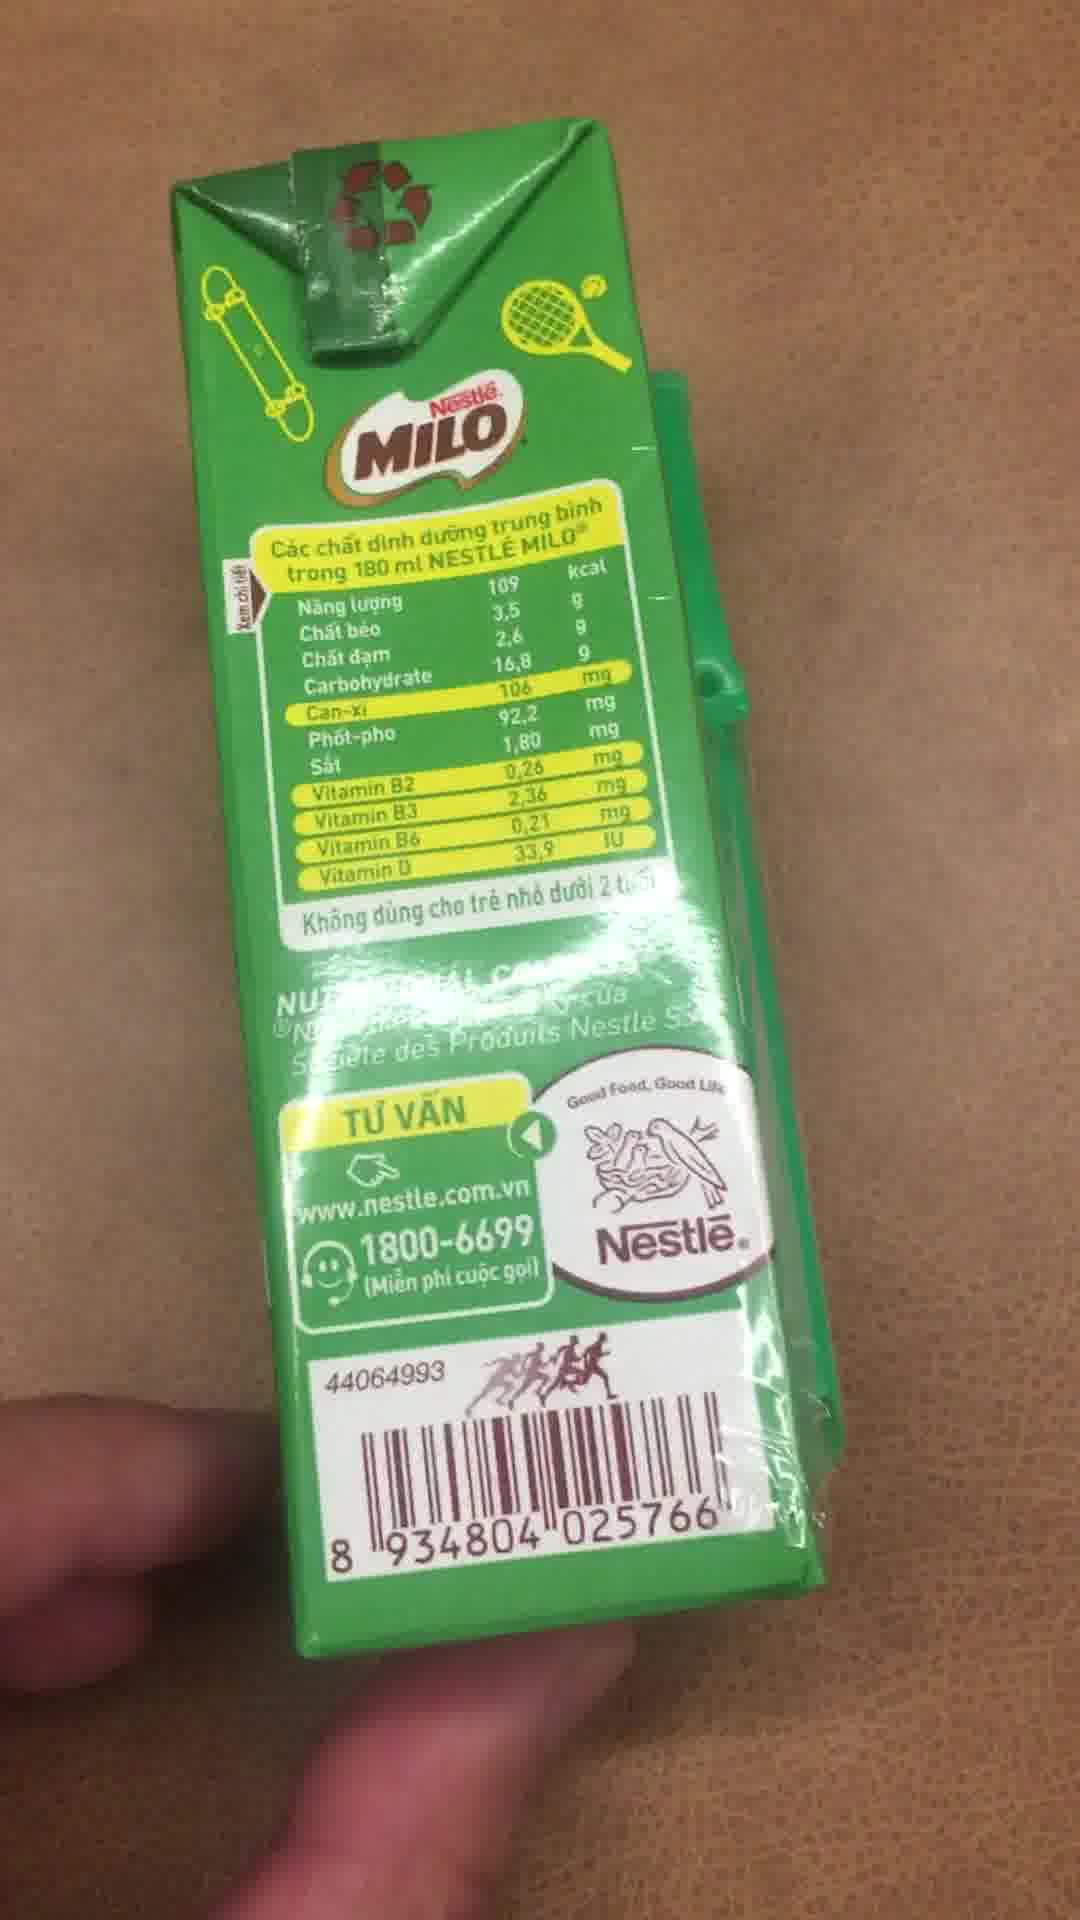 Nestlé.
MILO
Các chất dinh dưỡng trung bình
trong 180 ml NESTLÉ MILO®
Xem chi tiết
Năng lượng 109 kcal
Chất béo 3,5 g
Chất đạm 2,6 g
Carbohydrate 16,8 g
Can-xi 106 mg
Phốt-pho 92,2 mg
Sắt 1,80 mg
Vitamin B2 0,26 mg
Vitamin B3 2,36 mg
Vitamin B6 0,21 mg
Vitamin D 33,9 IU
Không dùng cho trẻ nhỏ dưới 2 tuổi
của
Société des Produits Nestlé
TƯ VẤN
www.nestle.com.vn
1800-6699
(Miễn phí cuộc gọi)
Good Food, Good Life
Nestlé®
44064993
8 934804 025766